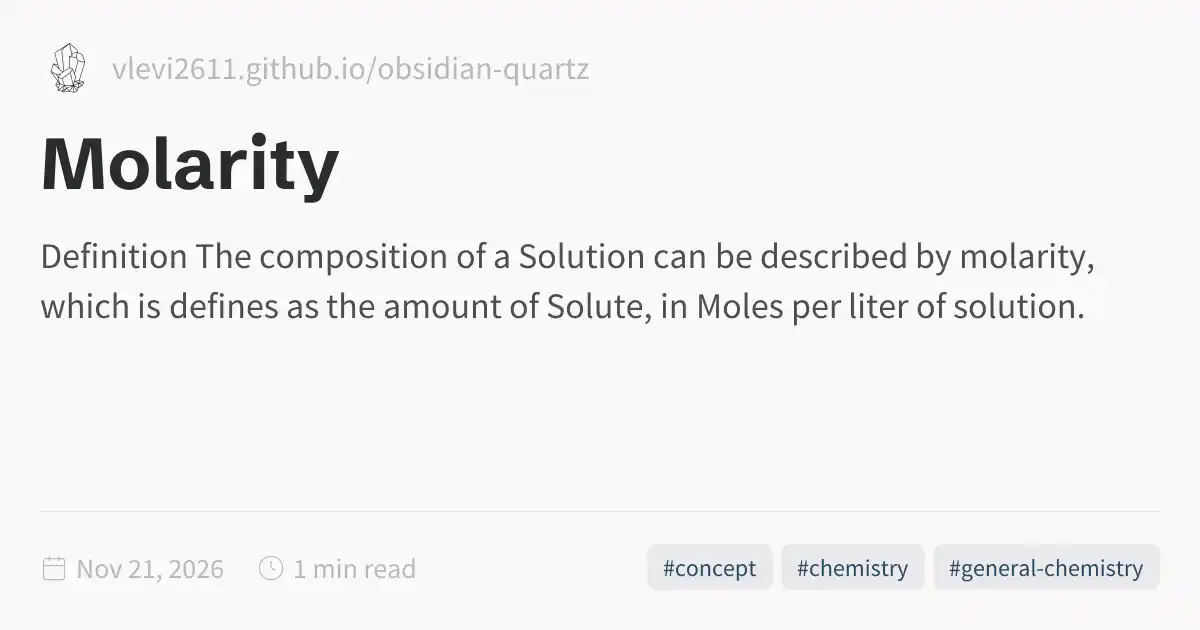 vlevi2611.github.io/obsidian-quartz
Molarity
Definition The composition of a Solution can be described by molarity,
which is defines as the amount of Solute, in Moles per liter of solution.
Nov 21, 2026 1 min read #concept #chemistry #general-chemistry